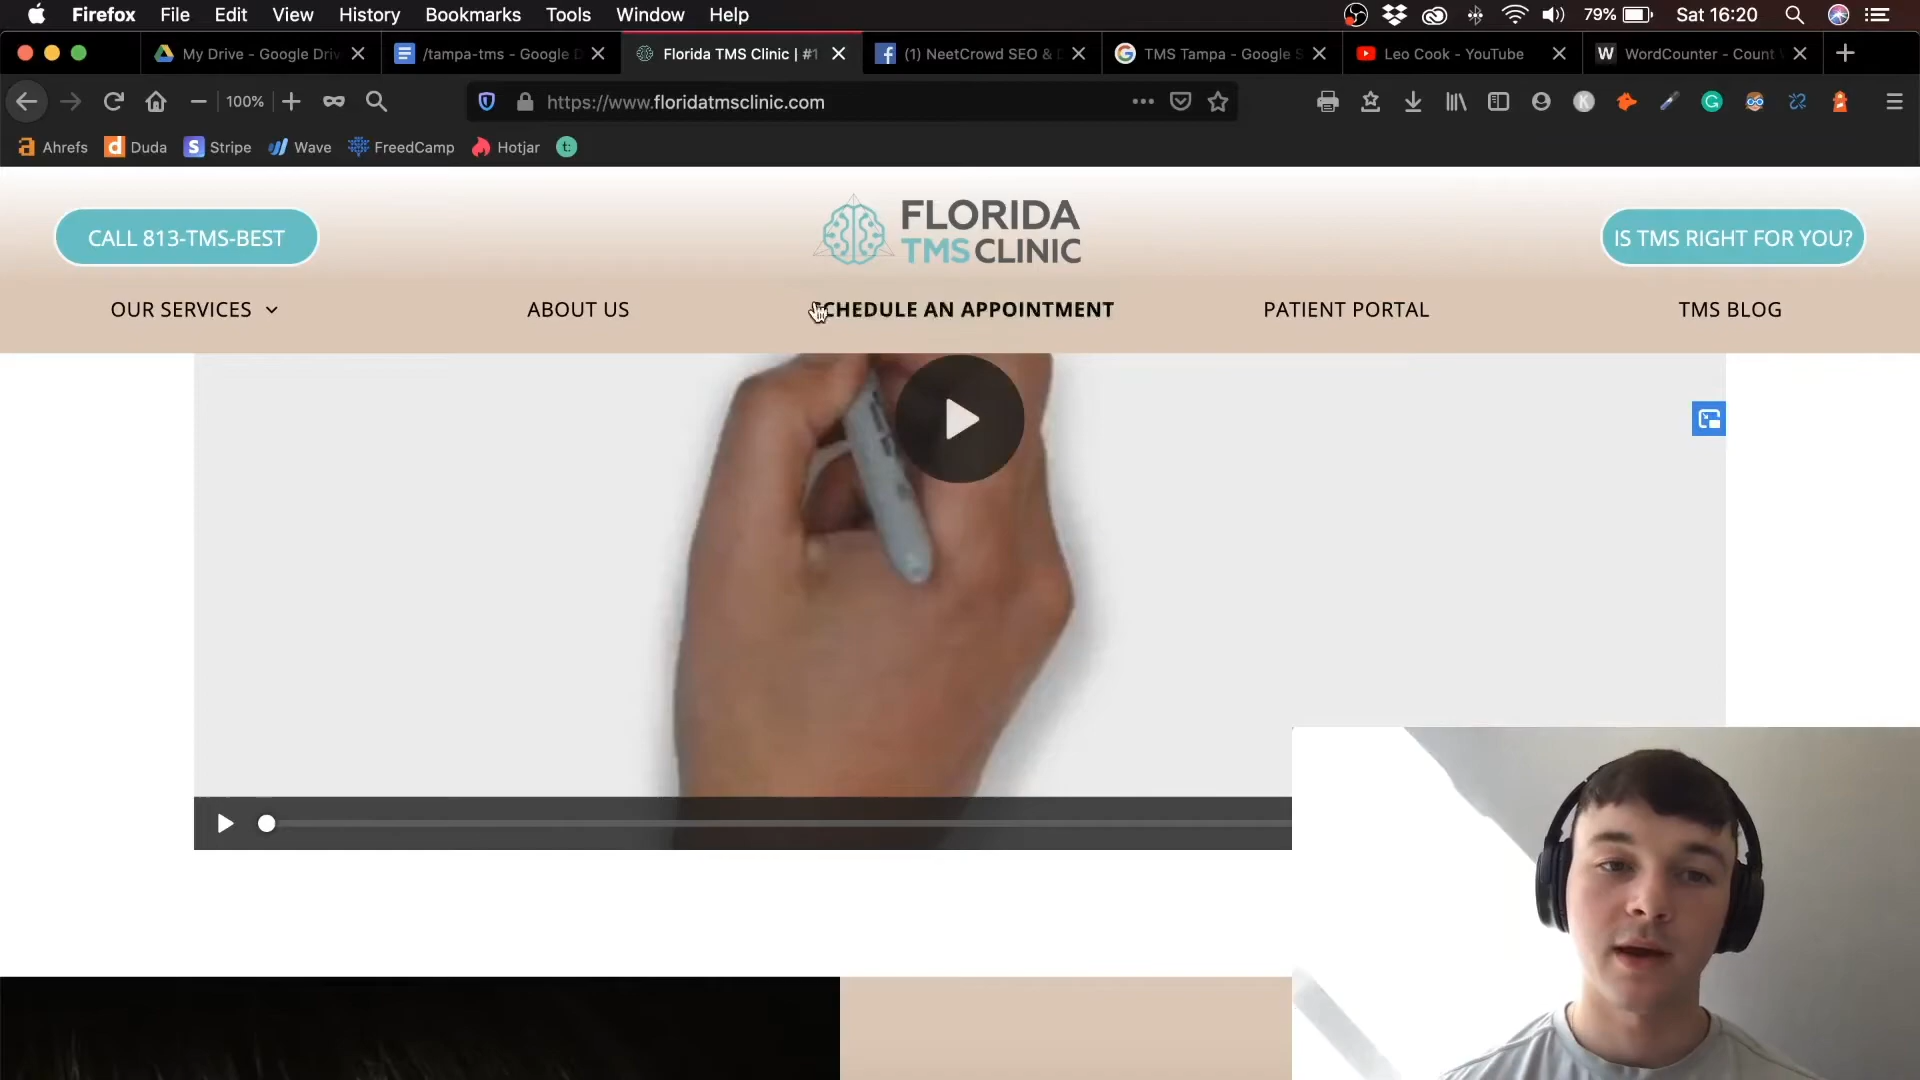 Firefox File Edit View History Bookmarks Tools Window Help 79% Sat 16:20
My Drive - Google Driv /tampa-tms - Google D Florida TMS Clinic | #1 (1) NeetCrowd SEO & D TMS Tampa - Google S Leo Cook - YouTube WordCounter - Count W
100% https://www.floridatmsclinic.com
Ahrefs Duda Stripe Wave FreedCamp Hotjar t:
CALL 813-TMS-BEST
FLORIDA
TMS CLINIC
IS TMS RIGHT FOR YOU?
OUR SERVICES ABOUT US SCHEDULE AN APPOINTMENT PATIENT PORTAL TMS BLOG